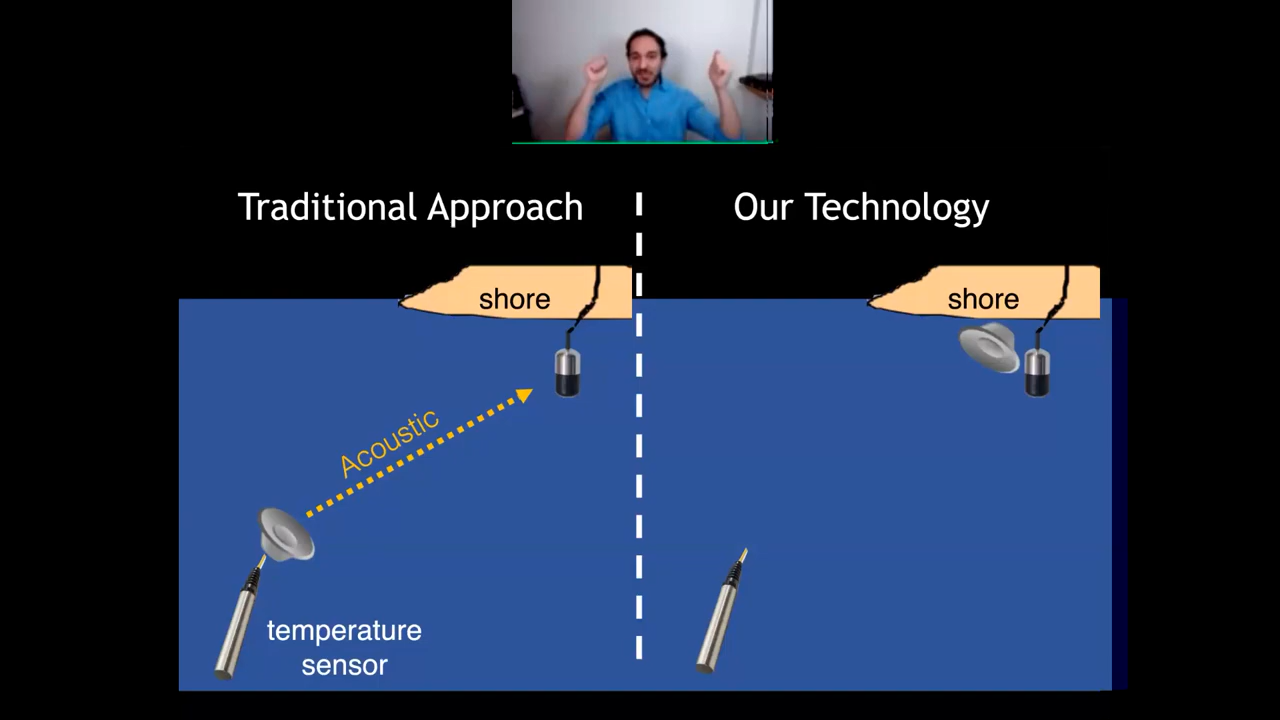 Traditional Approach
Our Technology
shore
shore
Acoustic
temperature
sensor